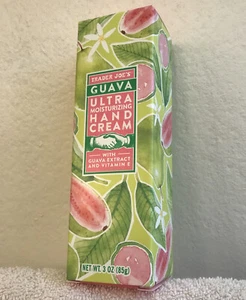 TRADER JOE'S
GUAVA
ULTRA
MOISTURIZING
HAND
CREAM
WITH
GUAVA EXTRACT
AND VITAMIN E
NET WT. 3 OZ (85g)